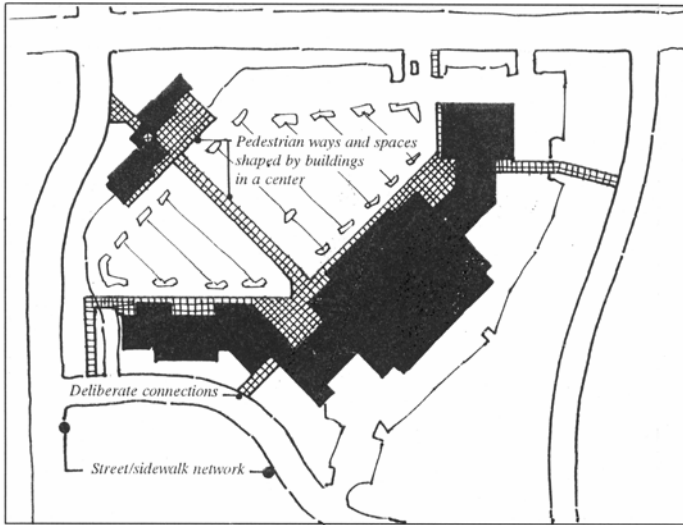 Pedestrian ways and spaces
shaped by buildings
in a center
Deliberate connections
Street/sidewalk network